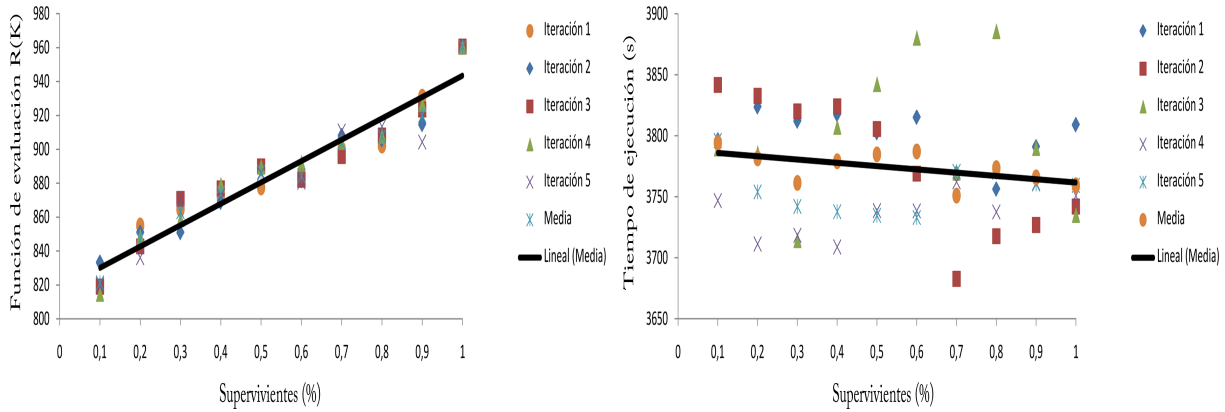 Función de evaluación R(K)
980
960
940
920
900
880
860
840
820
800
0
0,1
0,2
0,3
0,4
0,5
0,6
0,7
0,8
0,9
1
Supervivientes (%)
Iteración 1
Iteración 2
Iteración 3
Iteración 4
Iteración 5
Media
Lineal (Media)
Tiempo de ejecución (s)
3900
3850
3800
3750
3700
3650
0
0,1
0,2
0,3
0,4
0,5
0,6
0,7
0,8
0,9
1
Supervivientes (%)
Iteración 1
Iteración 2
Iteración 3
Iteración 4
Iteración 5
Media
Lineal (Media)